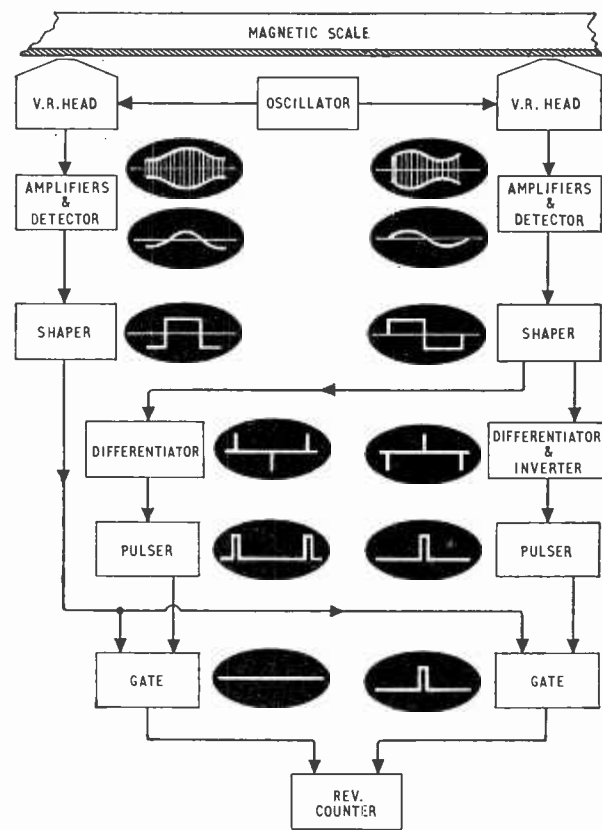 MAGNETIC SCALE
V.R. HEAD
OSCILLATOR
V.R. HEAD
AMPLIFIERS
&
DETECTOR
AMPLIFIERS
&
DETECTOR
SHAPER
SHAPER
DIFFERENTIATOR
DIFFERENTIATOR
&
INVERTER
PULSER
PULSER
GATE
GATE
REV.
COUNTER